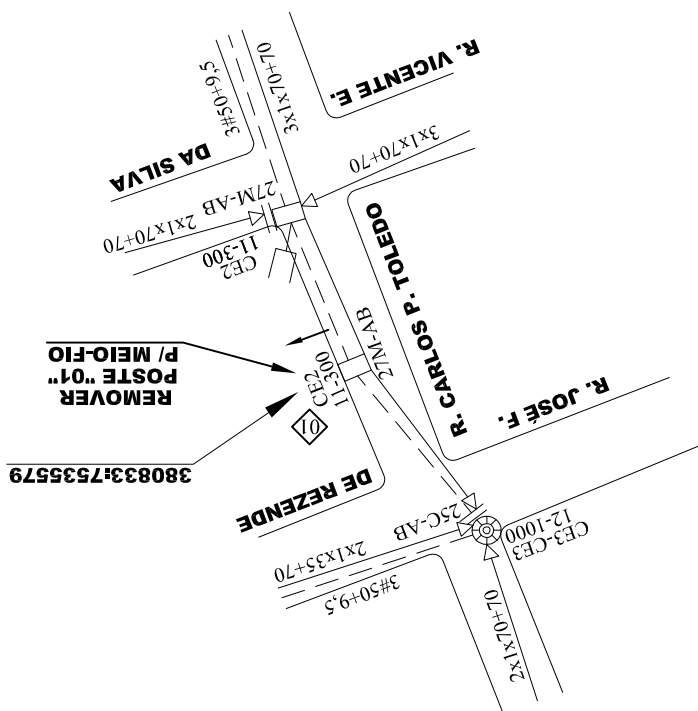 2x1x70+70
CE3-CE3
12-1000
3#50+9,5
2x1x35+70
25C-AB
DE REZENDE
R. JOSÉ F.
380833:7535579
01
R. CARLOS P. TOLEDO
REMOVER
POSTE "01"
P/ MEIO-FIO
CE2
11-300
27M-AB
CE2
11-300
2x1x70+70
27M-AB
3x1x70+70
DA SILVA
R. VICENTE E.
3#50+9,5
3x1x70+70